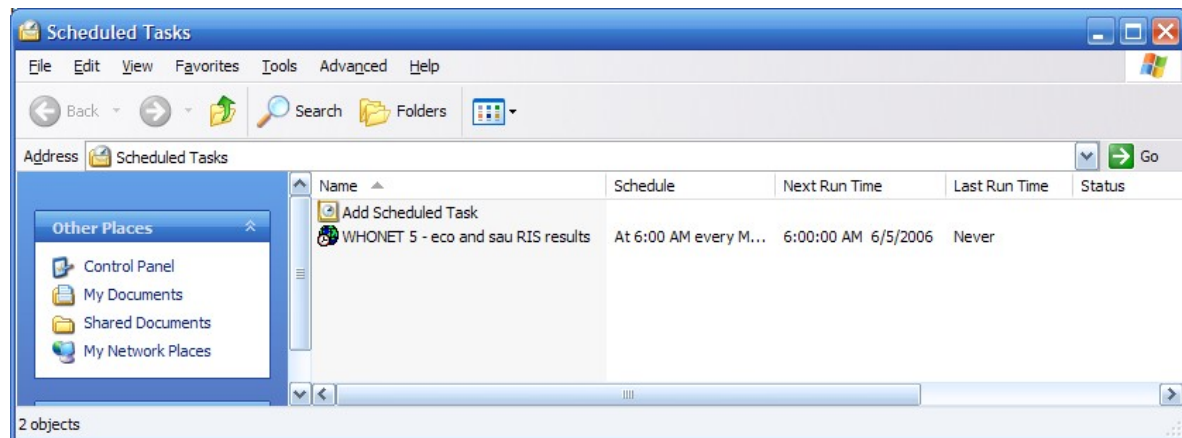 Scheduled Tasks
File Edit View Favorites Tools Advanced Help
Back Search Folders
Address Scheduled Tasks Go
Name Schedule Next Run Time Last Run Time Status
Other Places
Control Panel
My Documents
Shared Documents
My Network Places
Add Scheduled Task
WHONET 5 - eco and sau RIS results At 6:00 AM every M... 6:00:00 AM 6/5/2006 Never
2 objects